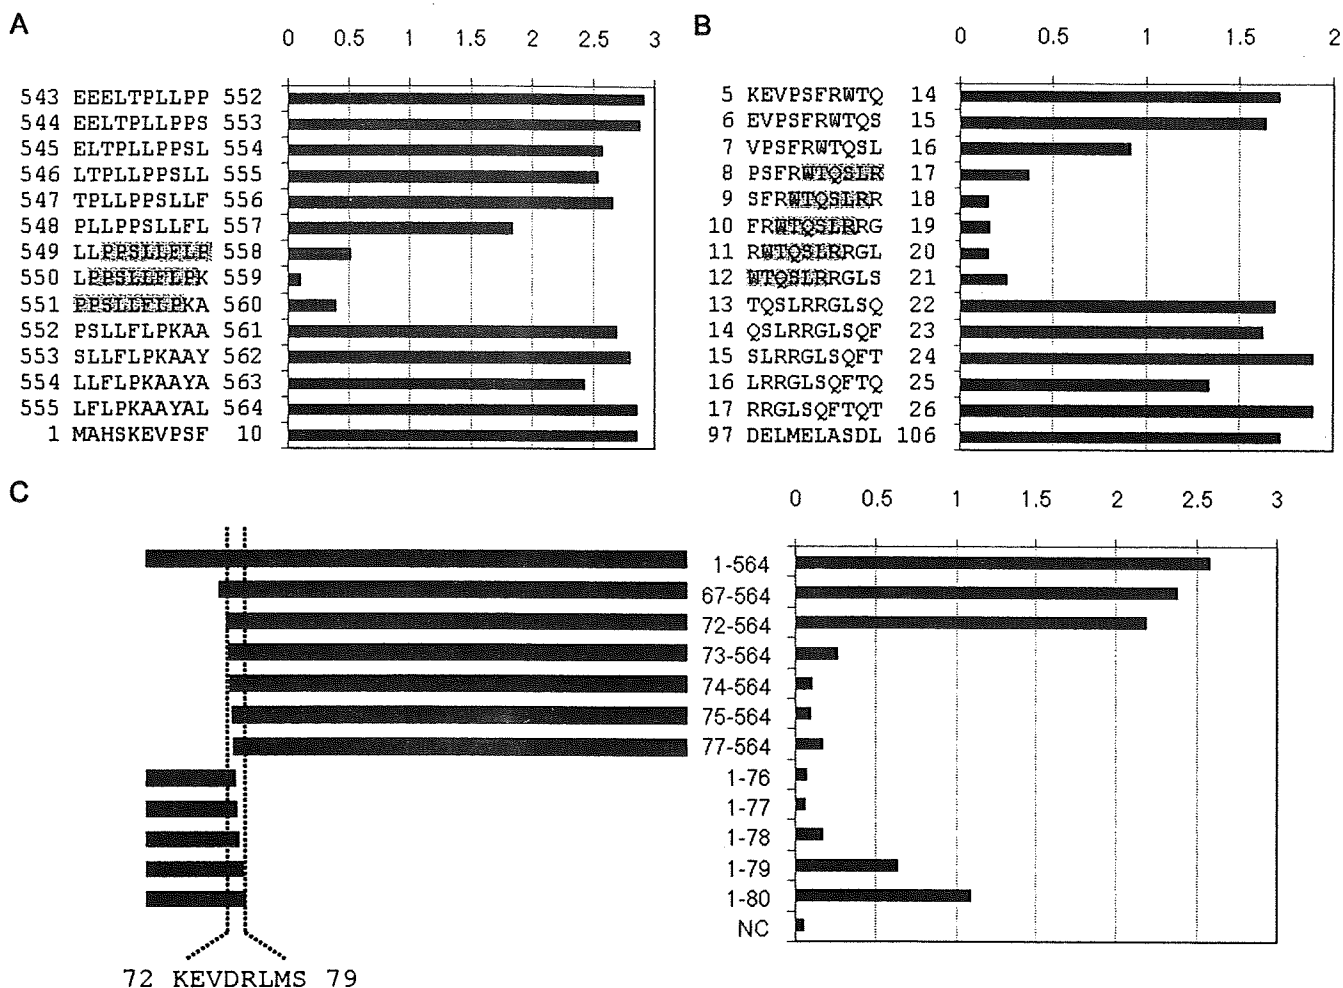 A
0 0.5 1 1.5 2 2.5 3
543 EEELTPLLPP 552
544 EELTPLLPPS 553
545 ELTPLLPPSL 554
546 LTPLLPPSLL 555
547 TPLLPPSLLF 556
548 PLLPPSLLFL 557
549 LLPPSLLFLP 558
550 LPPSLLFLPK 559
551 PPSLLFLPKA 560
552 PSLLFLPKAA 561
553 SLLFLPKAAY 562
554 LLFLPKAAYA 563
555 LFLPKAAYAL 564
1 MAHSKEVPSF 10
B
0 0.5 1 1.5 2
5 KEVPSFRWTQ 14
6 EVPSFRWTQS 15
7 VPSFRWTQSL 16
8 PSFRWTQSLR 17
9 SFRWTQSLRR 18
10 FRWTQSLRRG 19
11 RWTQSLRRGL 20
12 WTQSLRRGLS 21
13 TQSLRRGLSQ 22
14 QSLRRGLSQF 23
15 SLRRGLSQFT 24
16 LRRGLSQFTQ 25
17 RRGLSQFTQT 26
97 DELMELASDL 106
C
0 0.5 1 1.5 2 2.5 3
1-564
67-564
72-564
73-564
74-564
75-564
77-564
1-76
1-77
1-78
1-79
1-80
NC
72 KEVDRLMS 79